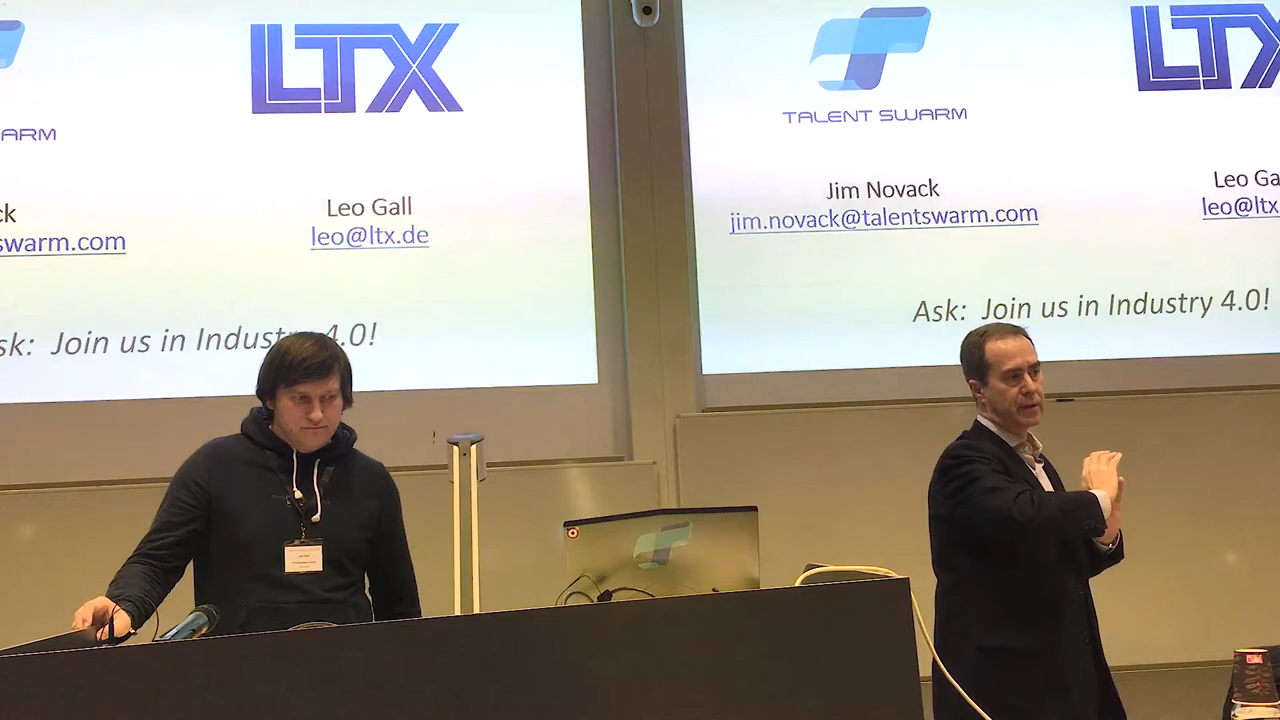 LTX
ARM
ck
swarm.com
Leo Gall
leo@ltx.de
sk: Join us in Industry 4.0!
TALENT SWARM
LTX
Jim Novack
jim.novack@talentswarm.com
Leo Ga
leo@ltx
Ask: Join us in Industry 4.0!